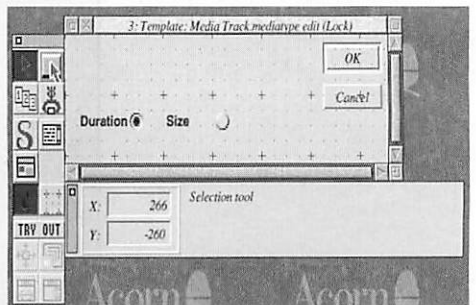 3: Template: Media Track.mediatype edit (Lock)
OK
Cancel
Duration
Size
S
TRY OUT
X: 266
Selection tool
Y: -260
Acorn
Acorn